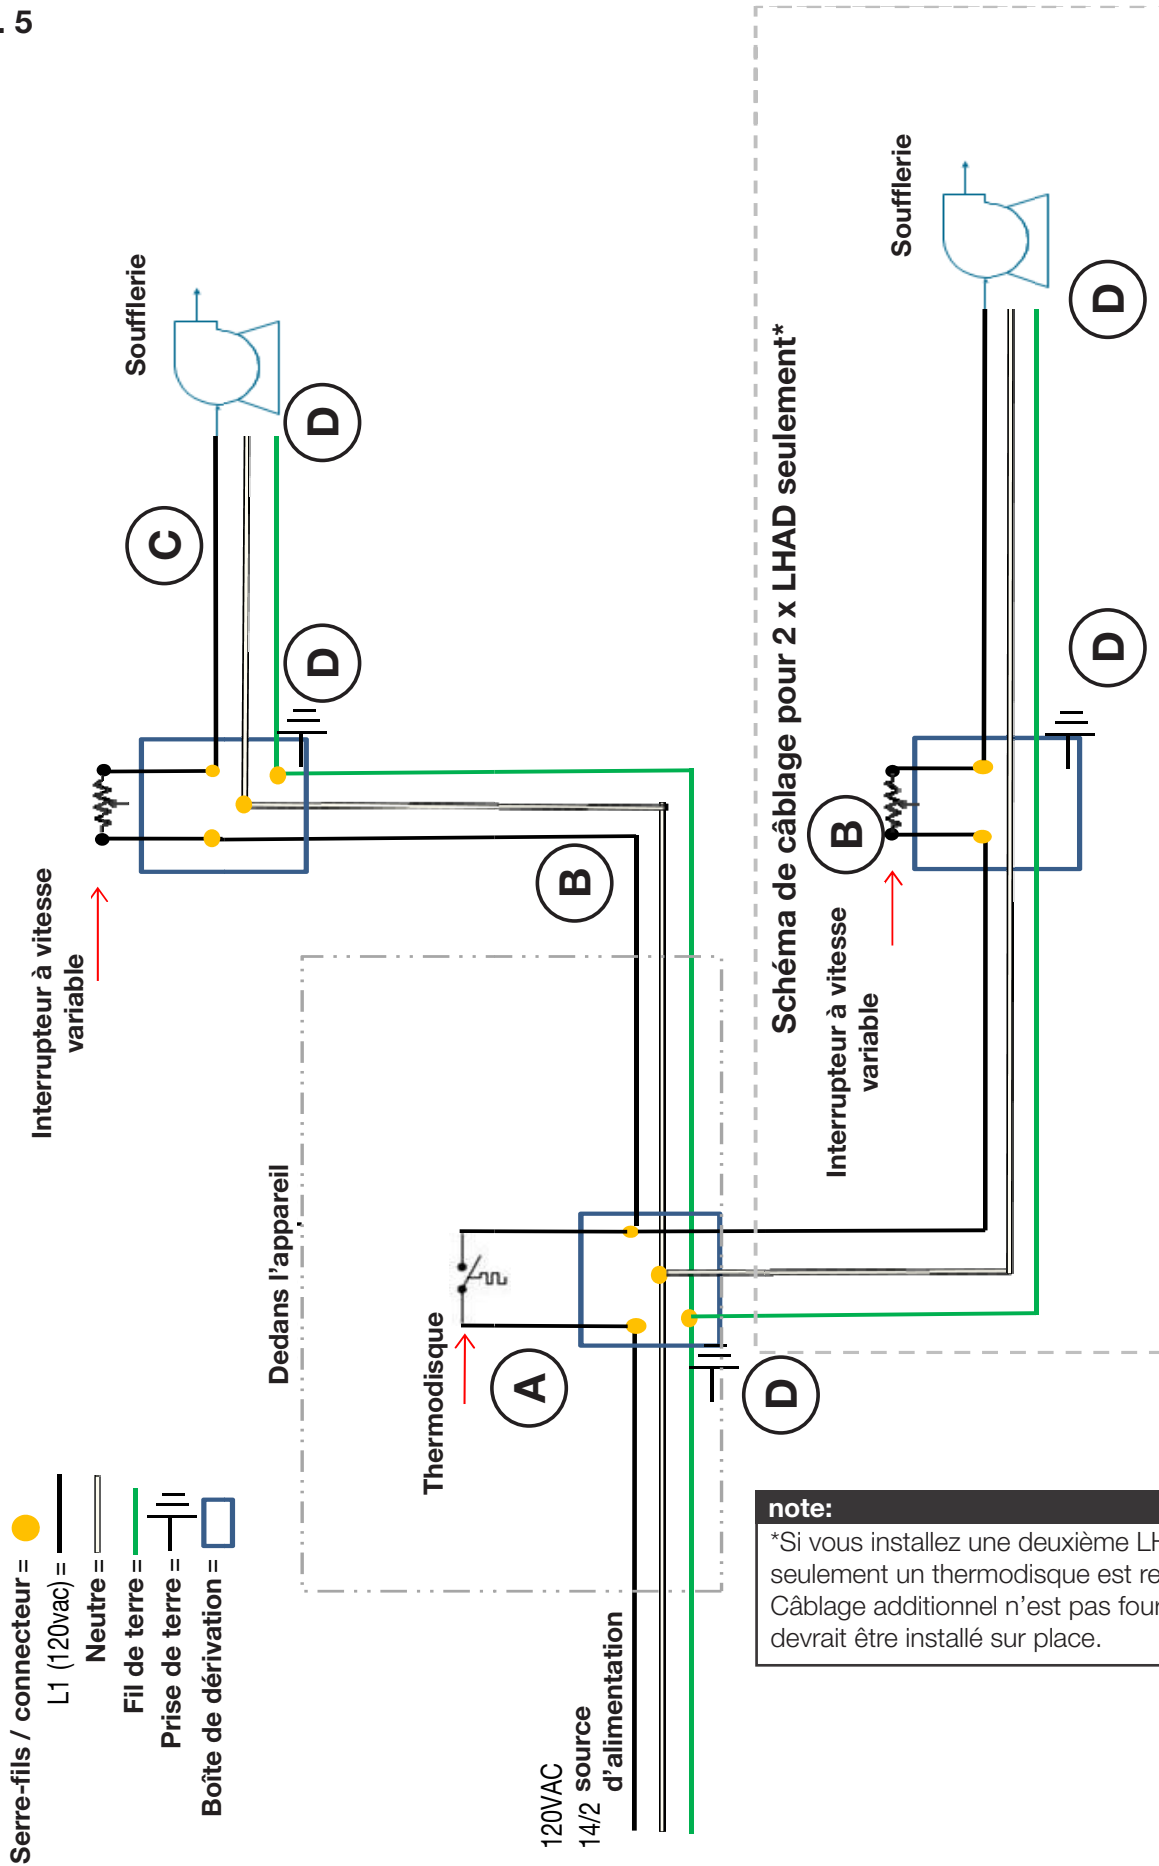 . 5
Serre-fils / connecteur =
L1 (120vac) =
Neutre =
Fil de terre =
Prise de terre =
Boîte de dérivation =
Interrupteur à vitesse
variable
Soufflerie
C
D
D
B
Dedans l'appareil
Thermodisque
A
D
120VAC
14/2 source
d'alimentation
Schéma de câblage pour 2 x LHAD seulement*
Interrupteur à vitesse
variable
B
Soufflerie
D
D
note:
*Si vous installez une deuxième
seulement un thermodisque est
Câblage additionnel n'est pas
devrait être installé sur place.